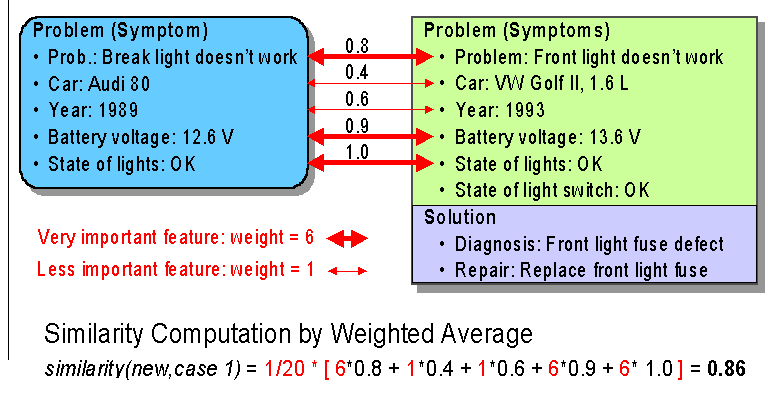 Problem (Symptom)
• Prob.: Break light doesn't work
• Car: Audi 80
• Year: 1989
• Battery voltage: 12.6 V
• State of lights: OK
0.8
0.4
0.6
0.9
1.0
Problem (Symptoms)
• Problem: Front light doesn't work
• Car: VW Golf II, 1.6 L
• Year: 1993
• Battery voltage: 13.6 V
• State of lights: OK
• State of light switch: OK
Solution
• Diagnosis: Front light fuse defect
• Repair: Replace front light fuse
Very important feature: weight = 6
Less important feature: weight = 1
Similarity Computation by Weighted Average
similarity(new,case 1) = 1/20 * [ 6*0.8 + 1*0.4 + 1*0.6 + 6*0.9 + 6* 1.0 ] = 0.86